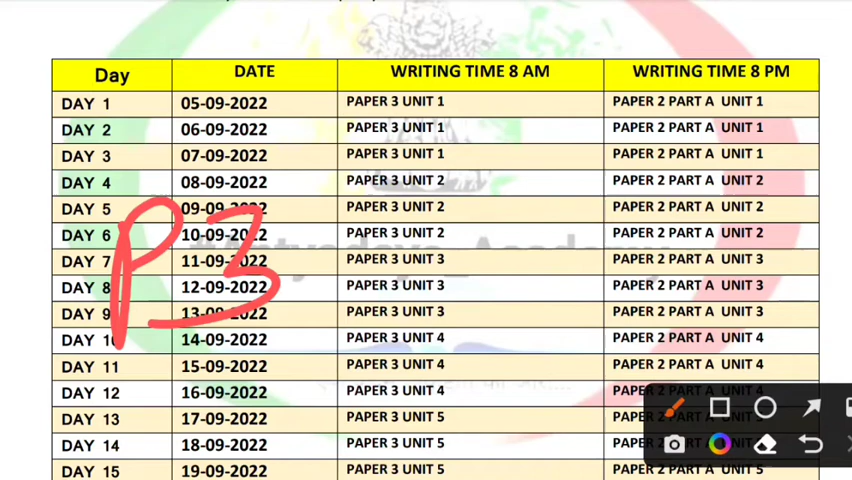 Day DATE WRITING TIME 8 AM WRITING TIME 8 PM
DAY 1 05-09-2022 PAPER 3 UNIT 1 PAPER 2 PART A UNIT 1
DAY 2 06-09-2022 PAPER 3 UNIT 1 PAPER 2 PART A UNIT 1
DAY 3 07-09-2022 PAPER 3 UNIT 1 PAPER 2 PART A UNIT 1
DAY 4 08-09-2022 PAPER 3 UNIT 2 PAPER 2 PART A UNIT 2
DAY 5 09-09-2022 PAPER 3 UNIT 2 PAPER 2 PART A UNIT 2
DAY 6 10-09-2022 PAPER 3 UNIT 2 PAPER 2 PART A UNIT 2
DAY 7 11-09-2022 PAPER 3 UNIT 3 PAPER 2 PART A UNIT 3
DAY 8 12-09-2022 PAPER 3 UNIT 3 PAPER 2 PART A UNIT 3
DAY 9 13-09-2022 PAPER 3 UNIT 3 PAPER 2 PART A UNIT 3
DAY 10 14-09-2022 PAPER 3 UNIT 4 PAPER 2 PART A UNIT 4
DAY 11 15-09-2022 PAPER 3 UNIT 4 PAPER 2 PART A UNIT 4
DAY 12 16-09-2022 PAPER 3 UNIT 4 PAPER 2 PART A UNIT 4
DAY 13 17-09-2022 PAPER 3 UNIT 5 PAPER 2 PART A UNIT 5
DAY 14 18-09-2022 PAPER 3 UNIT 5 PAPER
DAY 15 19-09-2022 PAPER 3 UNIT 5 PAPER 2 PART A UNIT 5
P3